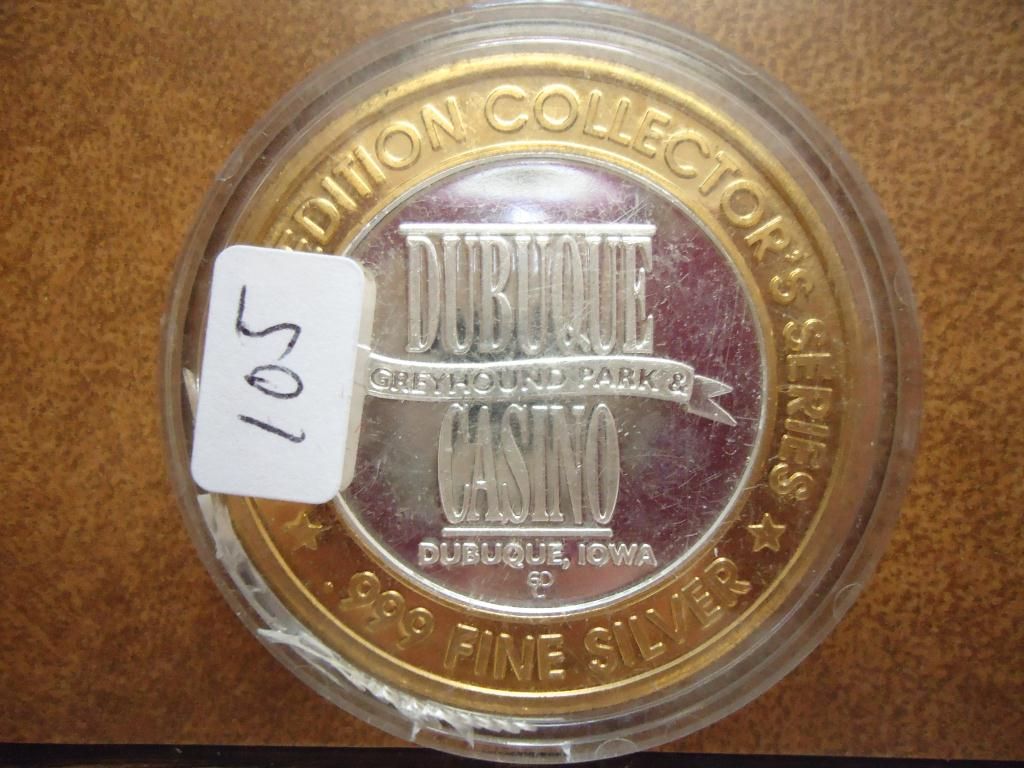 EDITION COLLECTOR'S SERIES
DUBUQUE
GREYHOUND PARK &
CASINO
DUBUQUE, IOWA
.999 FINE SILVER
105